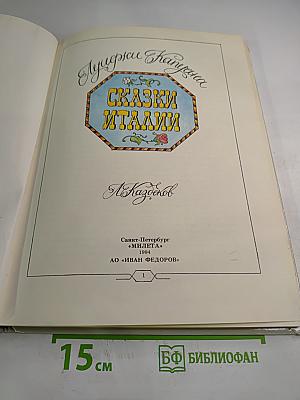 Луиджи Капуана
СКАЗКИ
ИТАЛИИ
Л. Казбеков
Санкт-Петербург
«МИЛЕТА»
1994
АО «ИВАН ФЕДОРОВ»
1
15 см
БФ БИБЛИОФАН